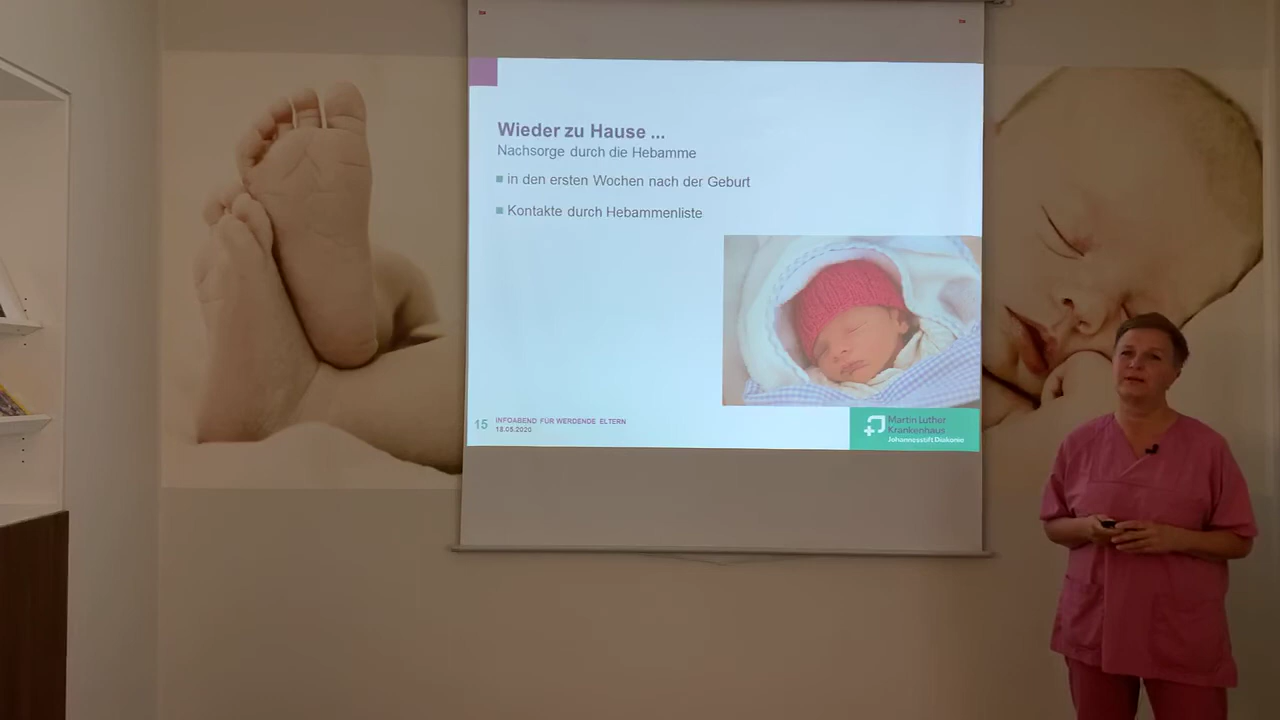 Wieder zu Hause ...
Nachsorge durch die Hebamme
in den ersten Wochen nach der Geburt
Kontakte durch Hebammenliste
15
INFOABEND FÜR WERDENDE ELTERN
18.05.2020
Martin Luther
Krankenhaus
Johannesstift Diakonie